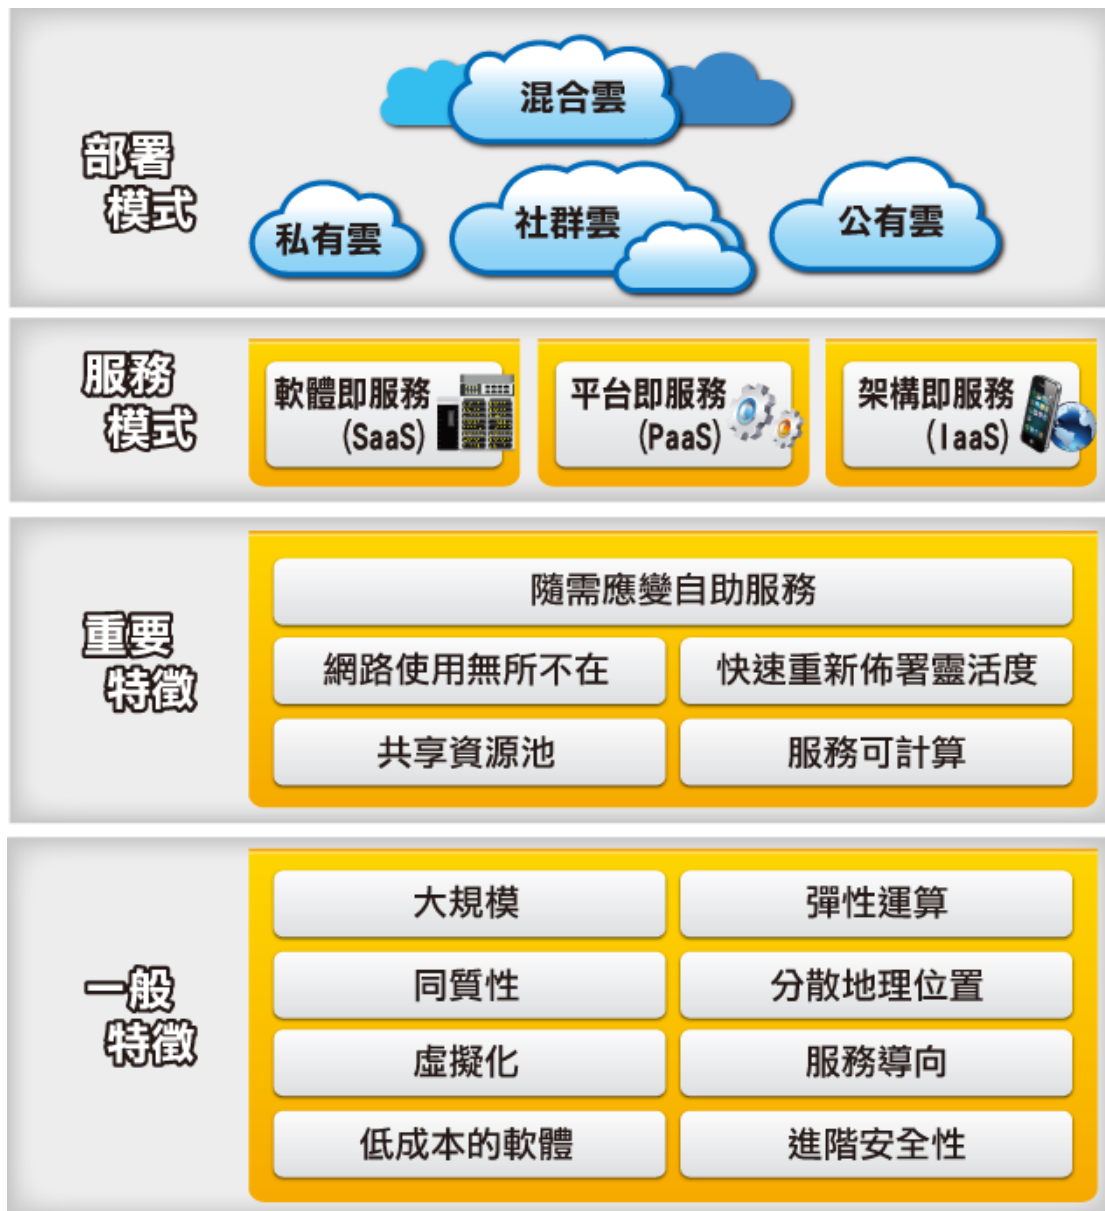 混合雲
部署
模式
私有雲
社群雲
公有雲
服務
模式
軟體即服務
(SaaS)
平台即服務
(PaaS)
架構即服務
(IaaS)
重要
特徵
隨需應變自助服務
網路使用無所不在
快速重新佈署靈活度
共享資源池
服務可計算
一般
特徵
大規模
彈性運算
同質性
分散地理位置
虛擬化
服務導向
低成本的軟體
進階安全性